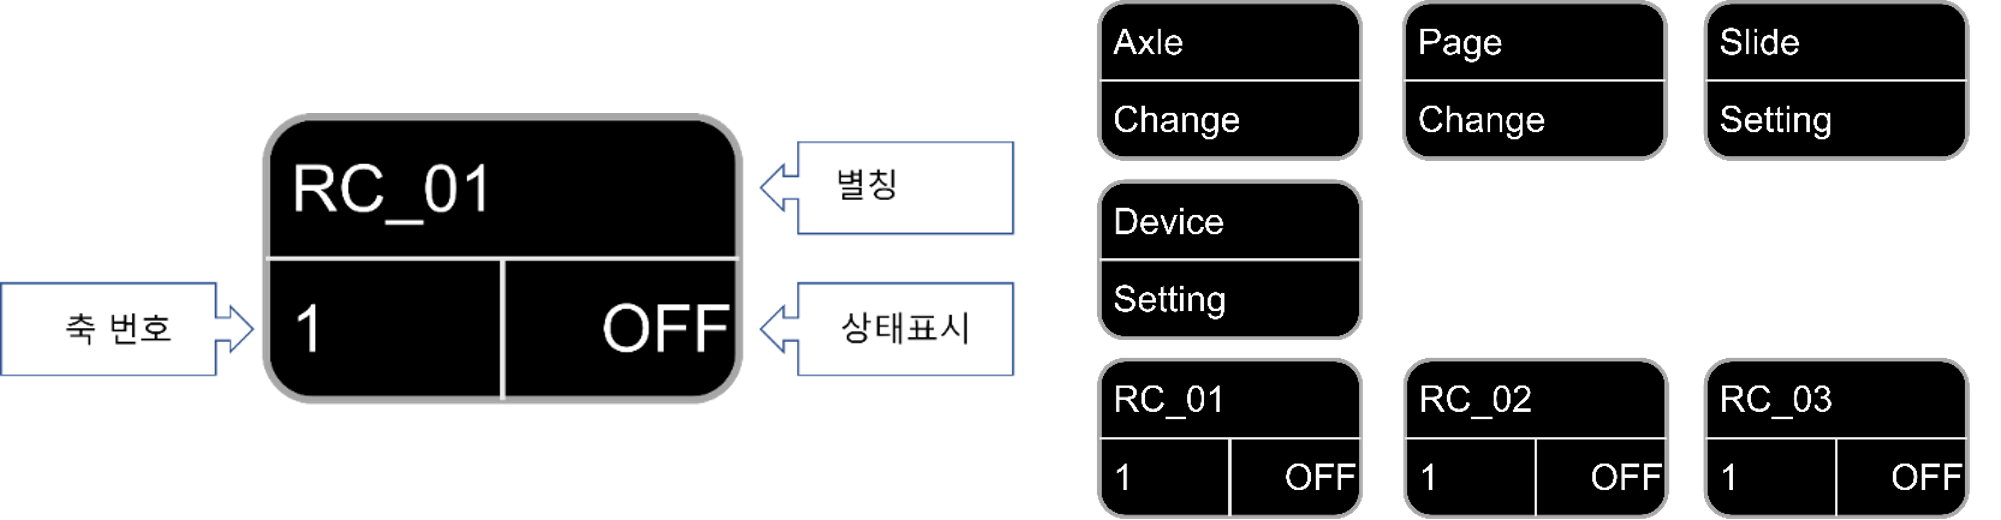 RC_01
별칭
축 번호
1
OFF
상태표시
Axle
Change
Page
Change
Slide
Setting
Device
Setting
RC_01
1 OFF
RC_02
1 OFF
RC_03
1 OFF